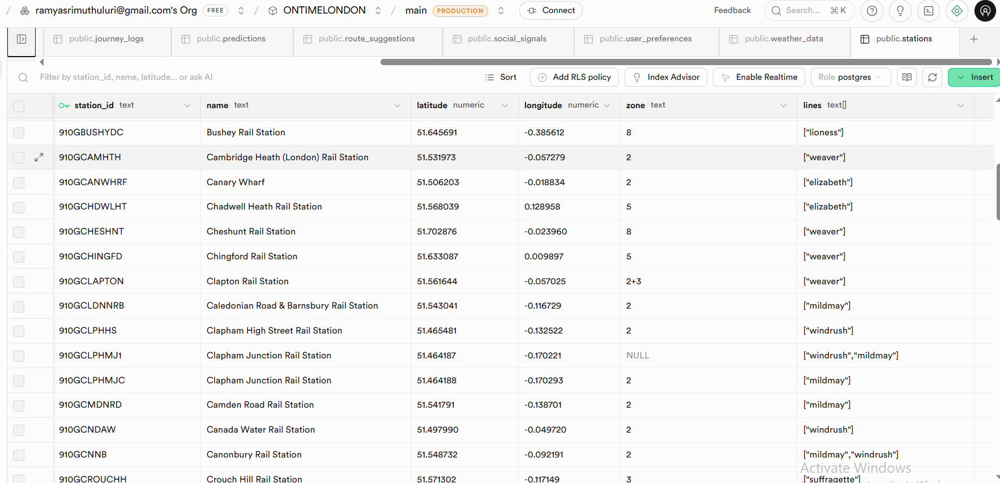 / ramyasrimuthuluri@gmail.com's Org FREE / ONTIMELONDON / main PRODUCTION Connect Feedback Search... ⌘ K
public.journey_logs public.predictions public.route_suggestions public.social_signals public.user_preferences public.weather_data public.stations +
Filter by station_id, name, latitude... or ask AI Sort Add RLS policy Index Advisor Enable Realtime Role postgres Insert
station_id text name text latitude numeric longitude numeric zone text lines text[]
910GBUSHYDC Bushey Rail Station 51.645691 -0.385612 8 ["lioness"]
910GCAMHTH Cambridge Heath (London) Rail Station 51.531973 -0.057279 2 ["weaver"]
910GCANWHRF Canary Wharf 51.506203 -0.018834 2 ["elizabeth"]
910GCHDWLHT Chadwell Heath Rail Station 51.568039 0.128958 5 ["elizabeth"]
910GCHESHNT Cheshunt Rail Station 51.702876 -0.023960 8 ["weaver"]
910GCHINGFD Chingford Rail Station 51.633087 0.009897 5 ["weaver"]
910GCLAPTON Clapton Rail Station 51.561644 -0.057025 2+3 ["weaver"]
910GCLDNNRB Caledonian Road & Barnsbury Rail Station 51.543041 -0.116729 2 ["mildmay"]
910GCLPHHS Clapham High Street Rail Station 51.465481 -0.132522 2 ["windrush"]
910GCLPHMJ1 Clapham Junction Rail Station 51.464187 -0.170221 NULL ["windrush","mildmay"]
910GCLPHMJC Clapham Junction Rail Station 51.464188 -0.170293 2 ["mildmay"]
910GCMDNRD Camden Road Rail Station 51.541791 -0.138701 2 ["mildmay"]
910GCNDAW Canada Water Rail Station 51.497990 -0.049720 2 ["windrush"]
910GCNNB Canonbury Rail Station 51.548732 -0.092191 2 ["mildmay","windrush"]
Activate Windows
910GCROUCHH Crouch Hill Rail Station 51.571302 -0.117149 3 ["suffragette"]